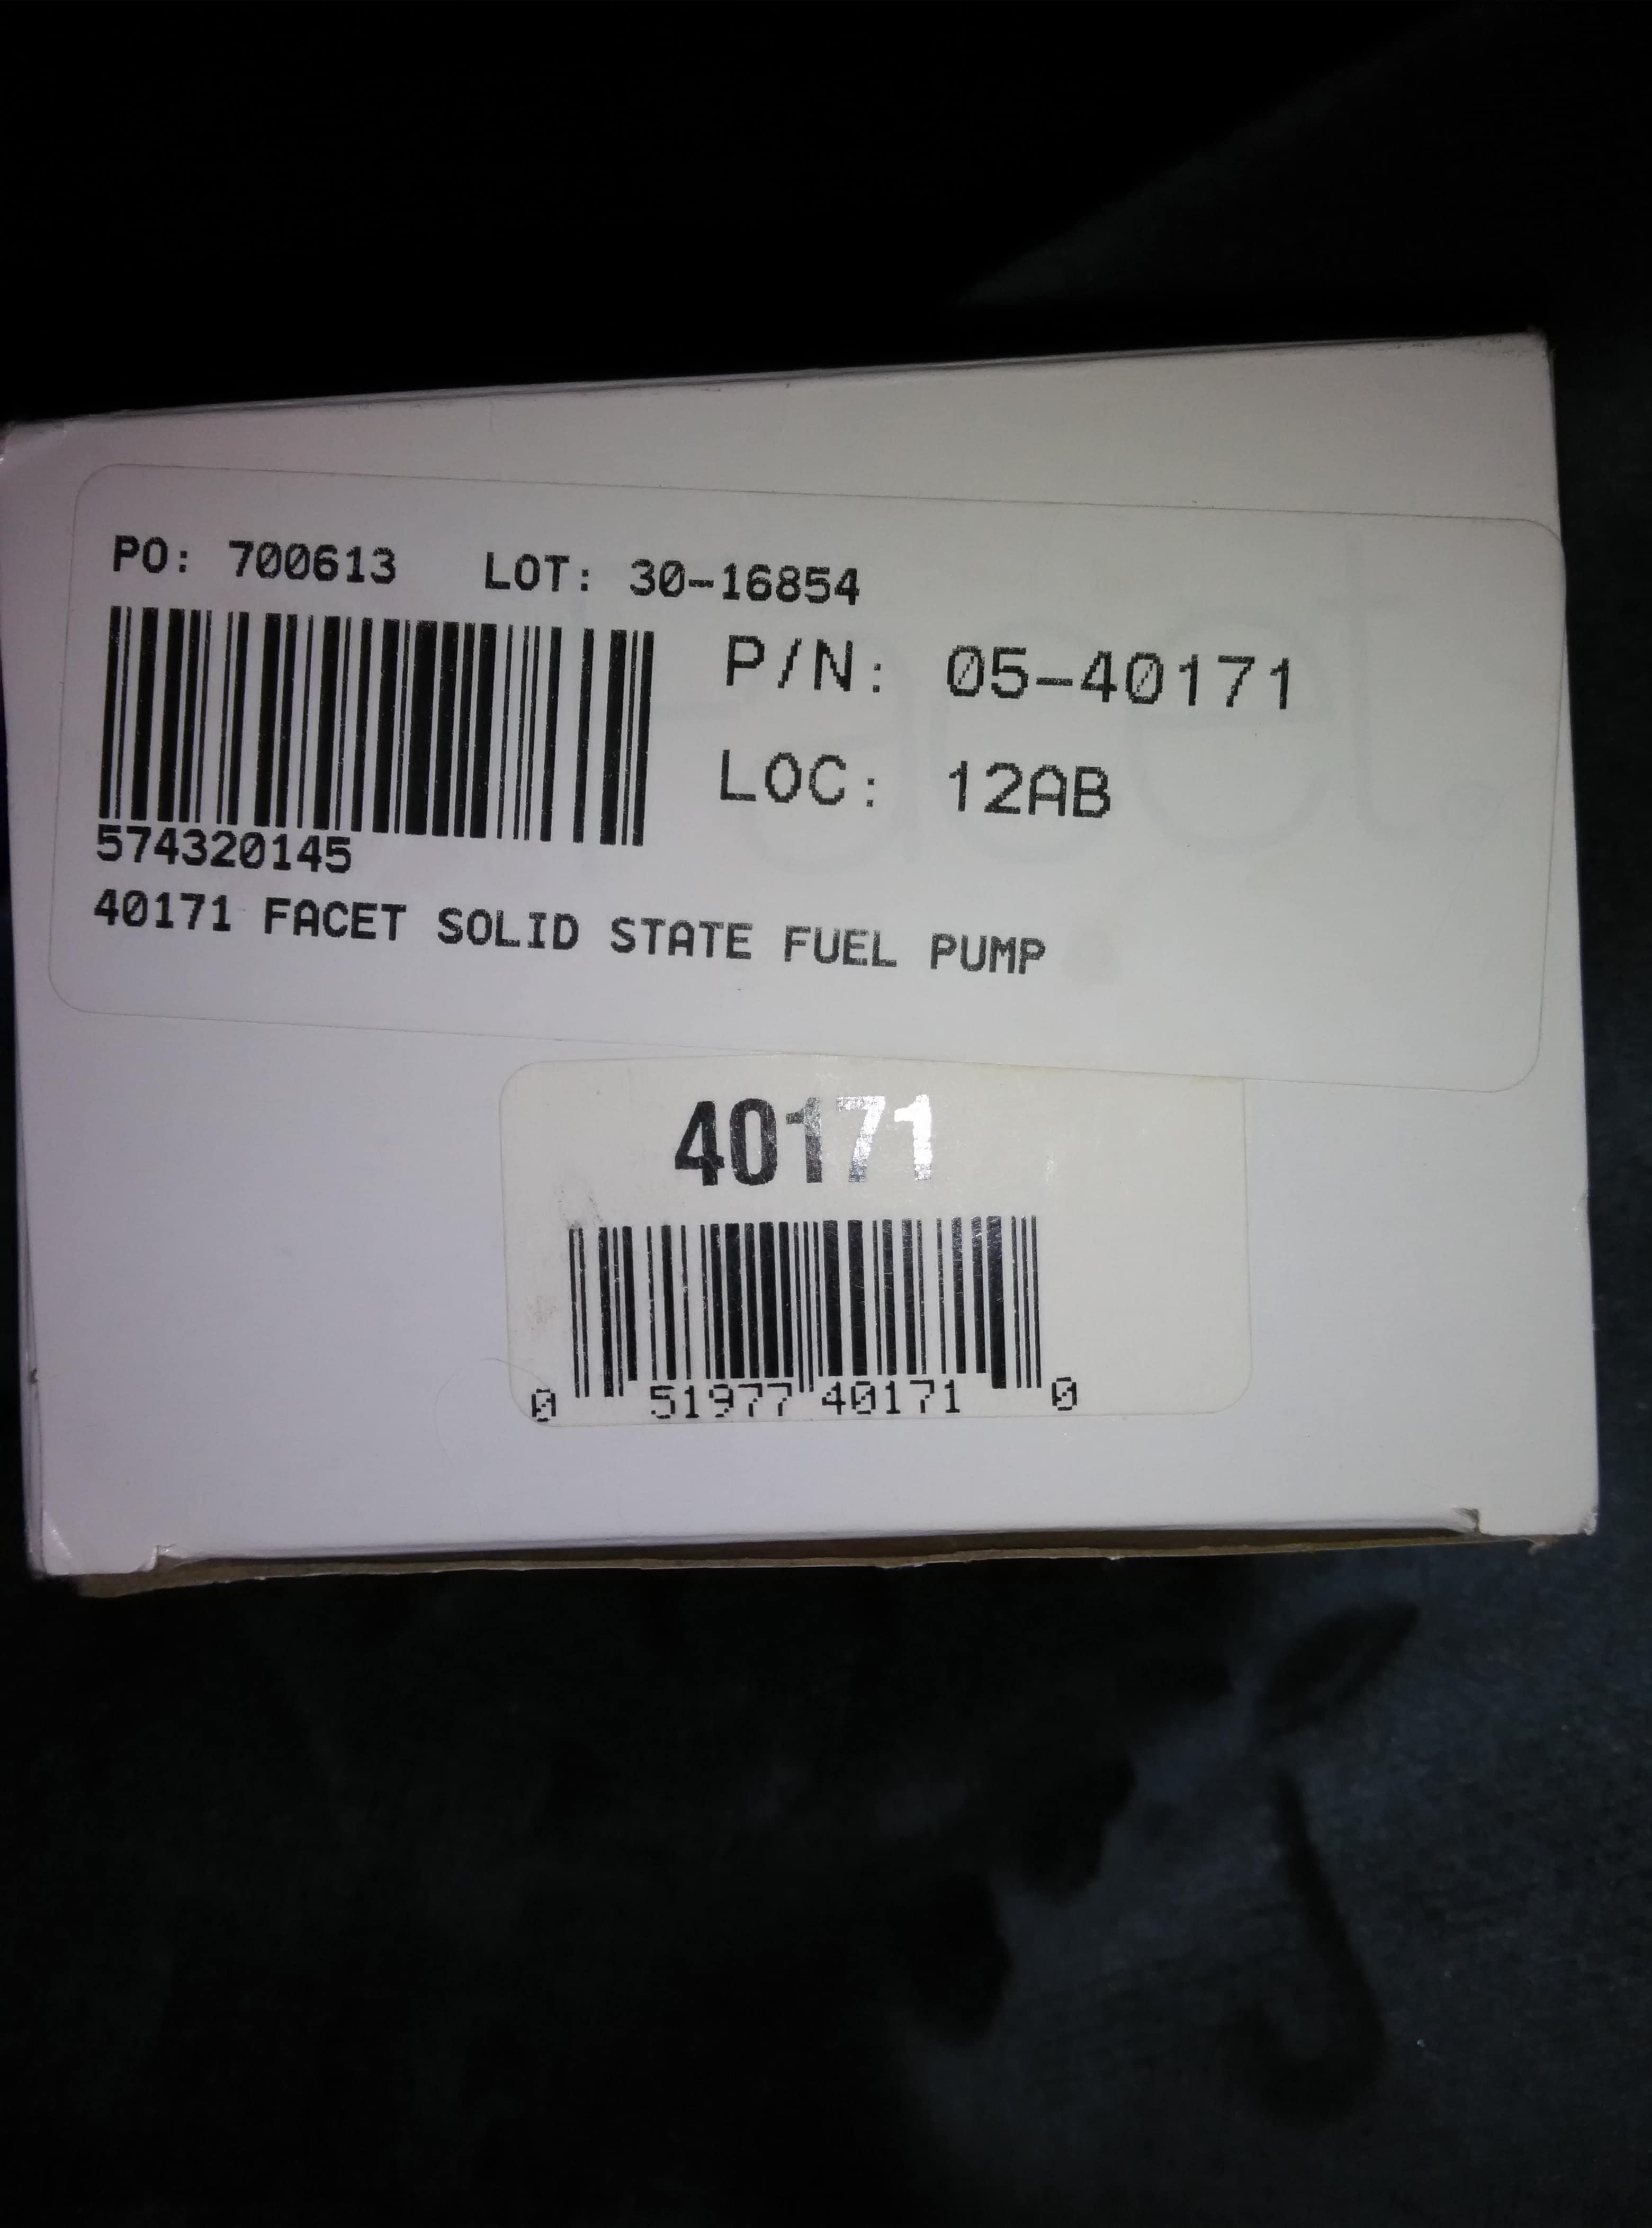 PO: 700613 LOT: 30-16854
P/N: 05-40171
LOC: 12AB
574320145
40171 FACET SOLID STATE FUEL PUMP
Facet
40171
0 51977 40171 0